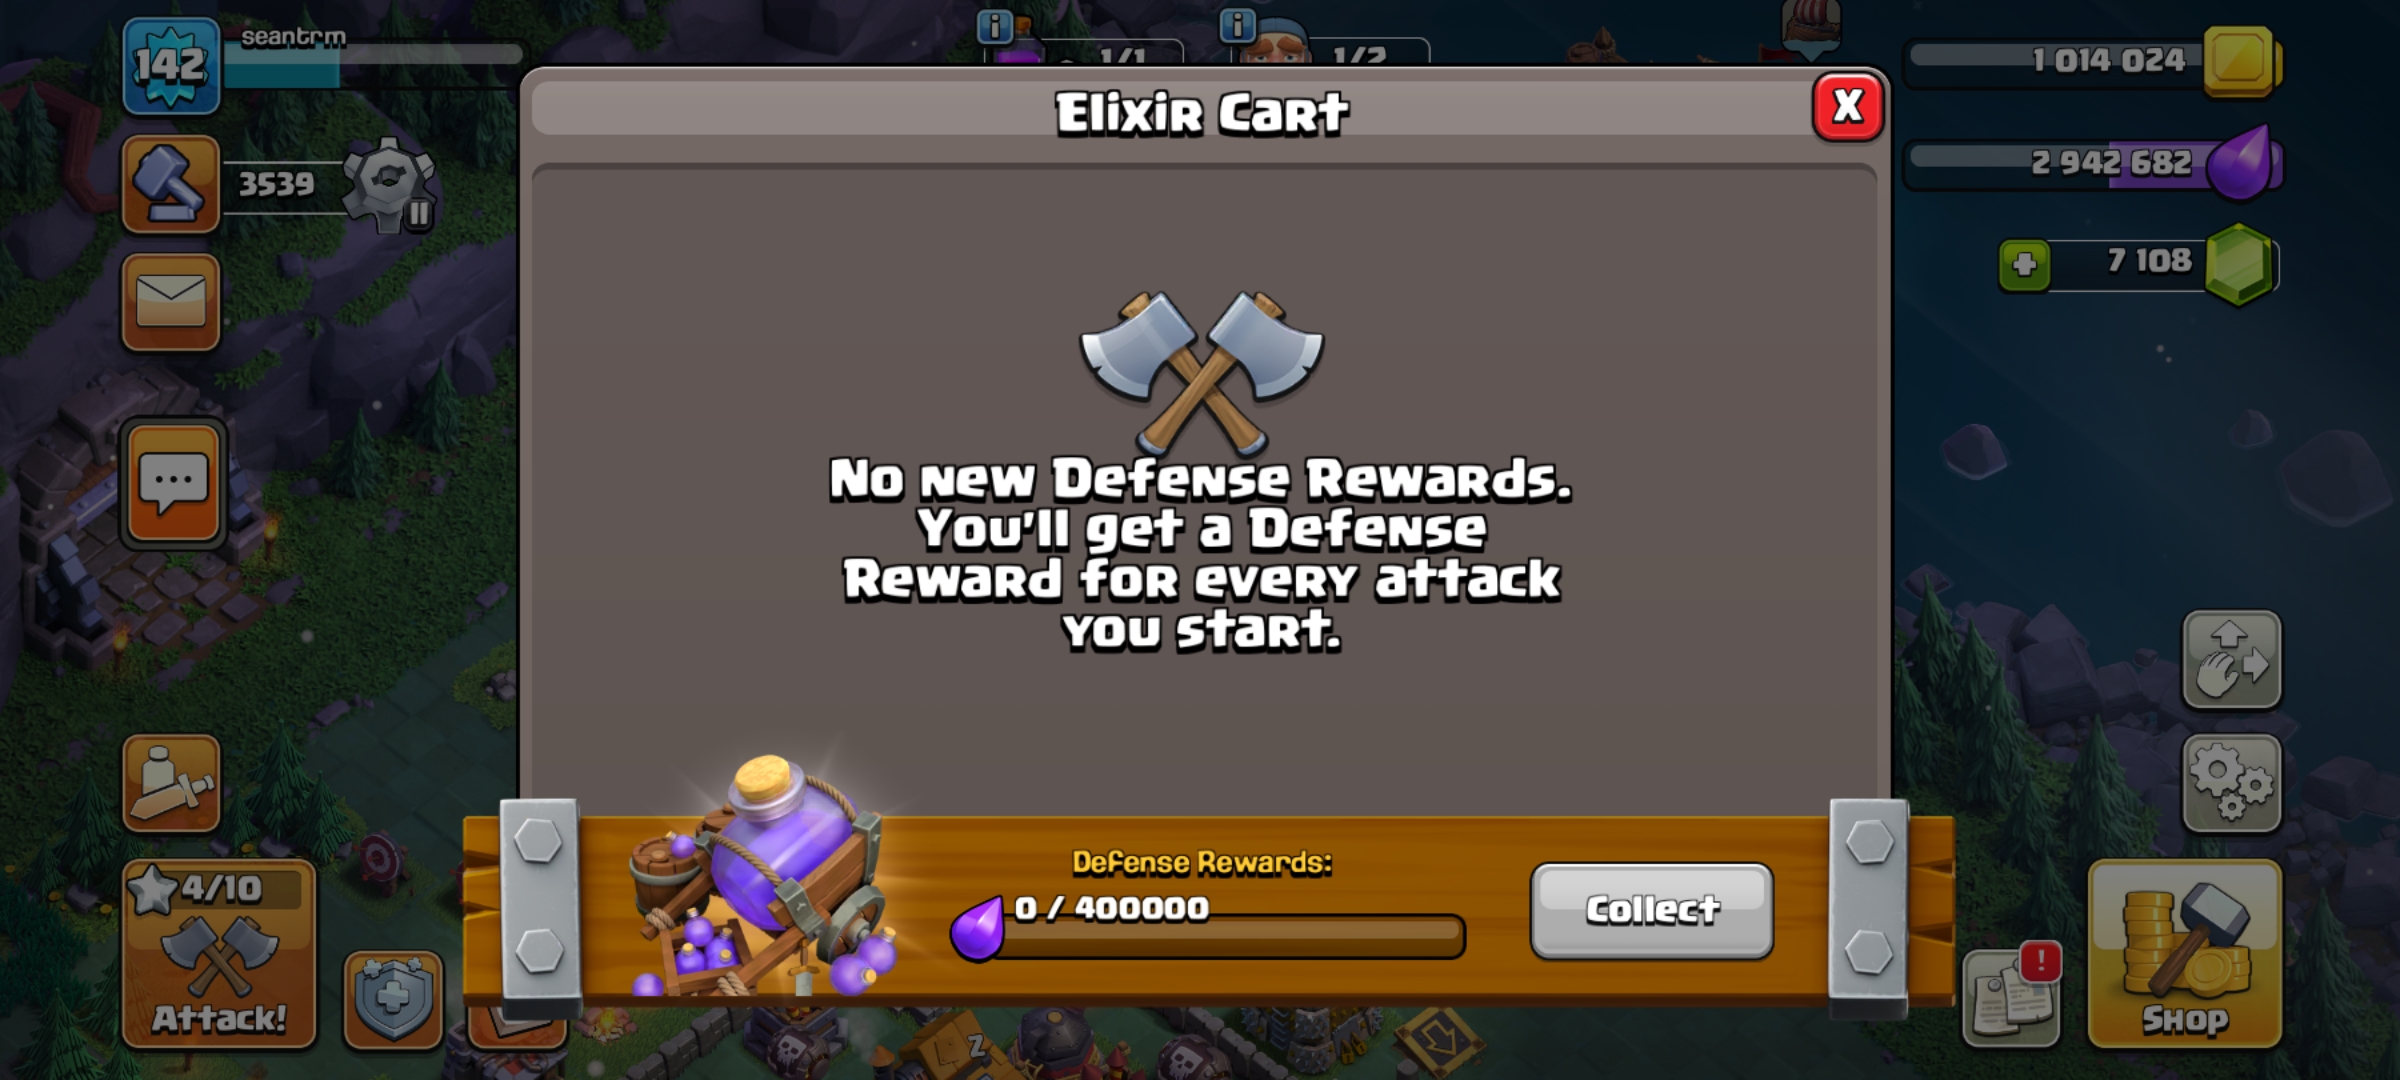 142
seantrm
1/1
1/2
1 014 024
Elixir Cart
X
3539
2 942 682
7 108
No new Defense Rewards.
You'll get a Defense
Reward for every attack
you start.
4/10
Attack!
Defense Rewards:
0 / 400000
Collect
!
Shop
z